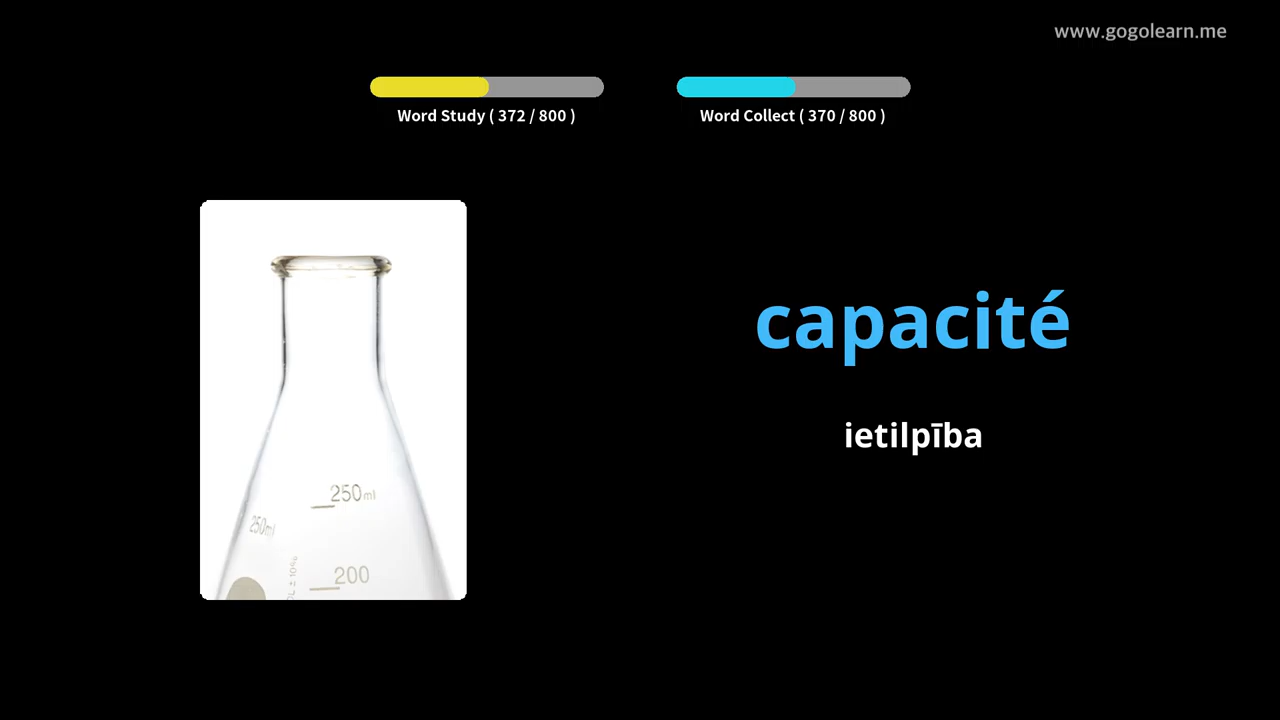 www.gogolearn.me
Word Study ( 372 / 800 )
Word Collect ( 370 / 800 )
capacité
ietilpība
250ml
250ml
200